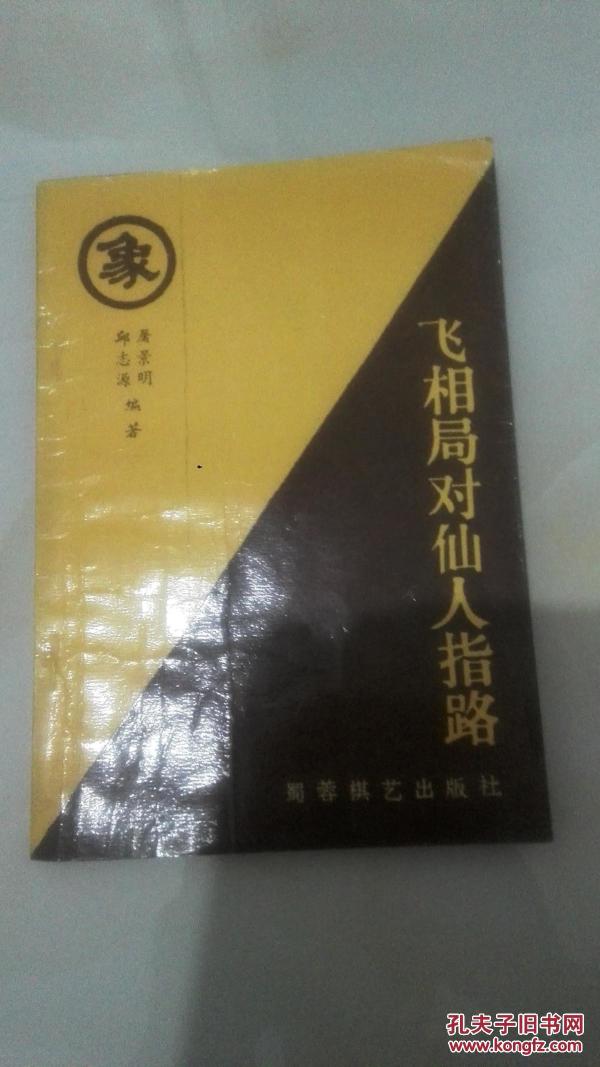 象
屠景明
邱志源
编著
飞相局对仙人指路
蜀蓉棋艺出版社
孔夫子旧书网
www.kongfz.com